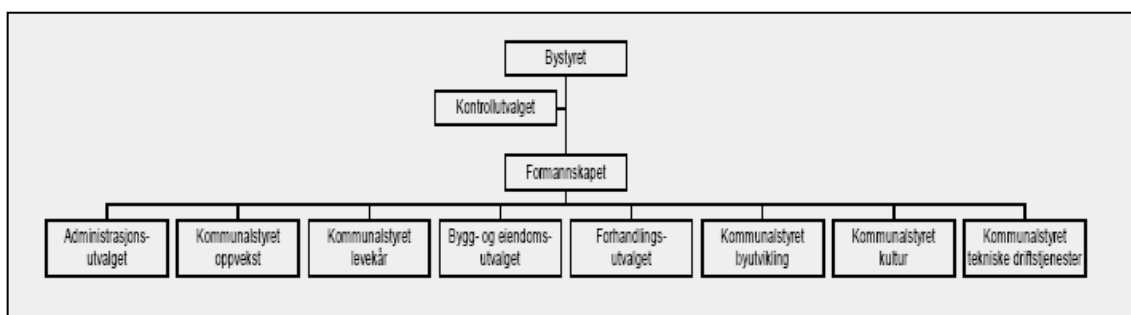 Bystyret
Kontrollutvalget
Formannskapet
Administrasjons-
utvalget
Kommunalstyret
oppvekst
Kommunalstyret
levekår
Bygg- og eiendoms-
utvalget
Forhandlings-
utvalget
Kommunalstyret
byutvikling
Kommunalstyret
kultur
Kommunalstyret
tekniske driftstjenester